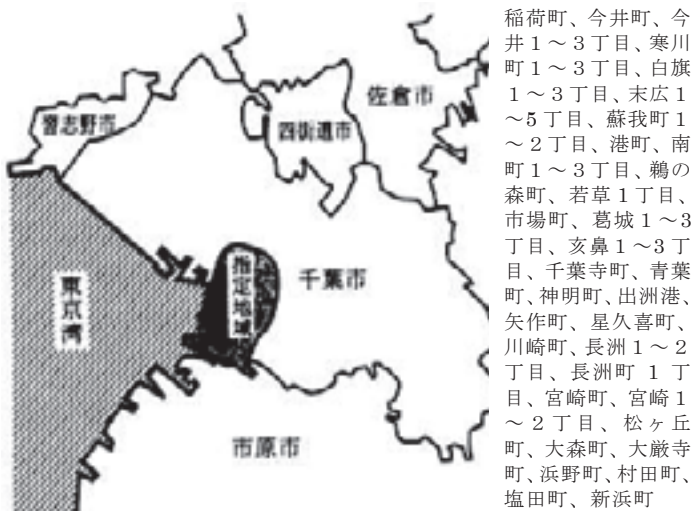 習志野市
四街道市
佐倉市
東京湾
指定地域
千葉市
市原市
稲荷町、今井町、今
井1～3丁目、寒川
町1～3丁目、白旗
1～3丁目、末広1
～5丁目、蘇我町1
～2丁目、港町、南
町1～3丁目、鵜の
森町、若草1丁目、
市場町、葛城1～3
丁目、亥鼻1～3丁
目、千葉寺町、青葉
町、神明町、出洲港、
矢作町、星久喜町、
川崎町、長洲1～2
丁目、長洲町1丁
目、宮崎町、宮崎1
～2丁目、松ヶ丘
町、大森町、大厳寺
町、浜野町、村田町、
塩田町、新浜町